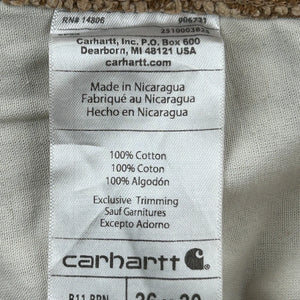 RN# 14806
Carhartt, Inc. P.O. Box 600
Dearborn, MI 48121 USA
carhartt.com
Made in Nicaragua
Fabriqué au Nicaragua
Hecho en Nicaragua
100% Cotton
100% Coton
100% Algodón
Exclusive Trimming
Sauf Garnitures
Excepto Adorno
carhartt